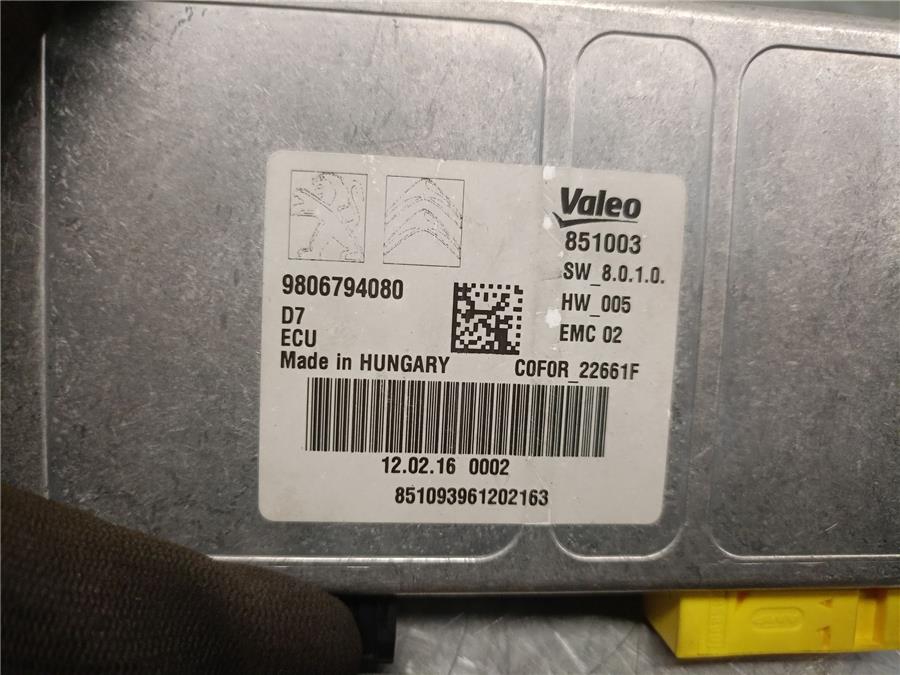 Valeo
851003
SW_8.0.1.0.
HW_005
EMC 02
9806794080
D7
ECU
Made in HUNGARY
COFOR_22661F
12.02.16 0002
851093961202163